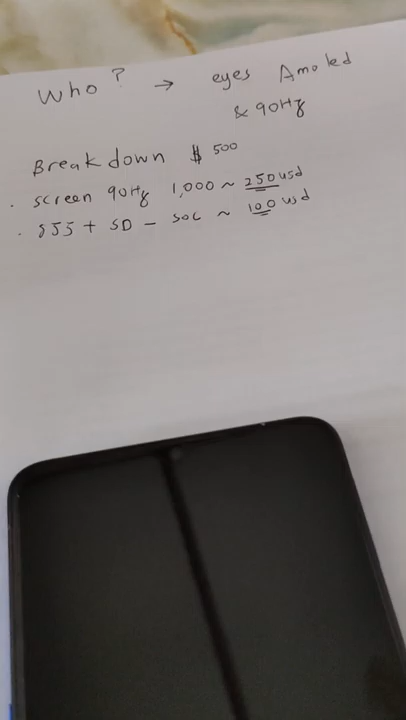 Who? → eyes Amoled
& 90Hz
Breakdown $ 500
. screen 90Hz 1,000 ~ 250usd
. 855+ SD - SOC ~ 100 usd